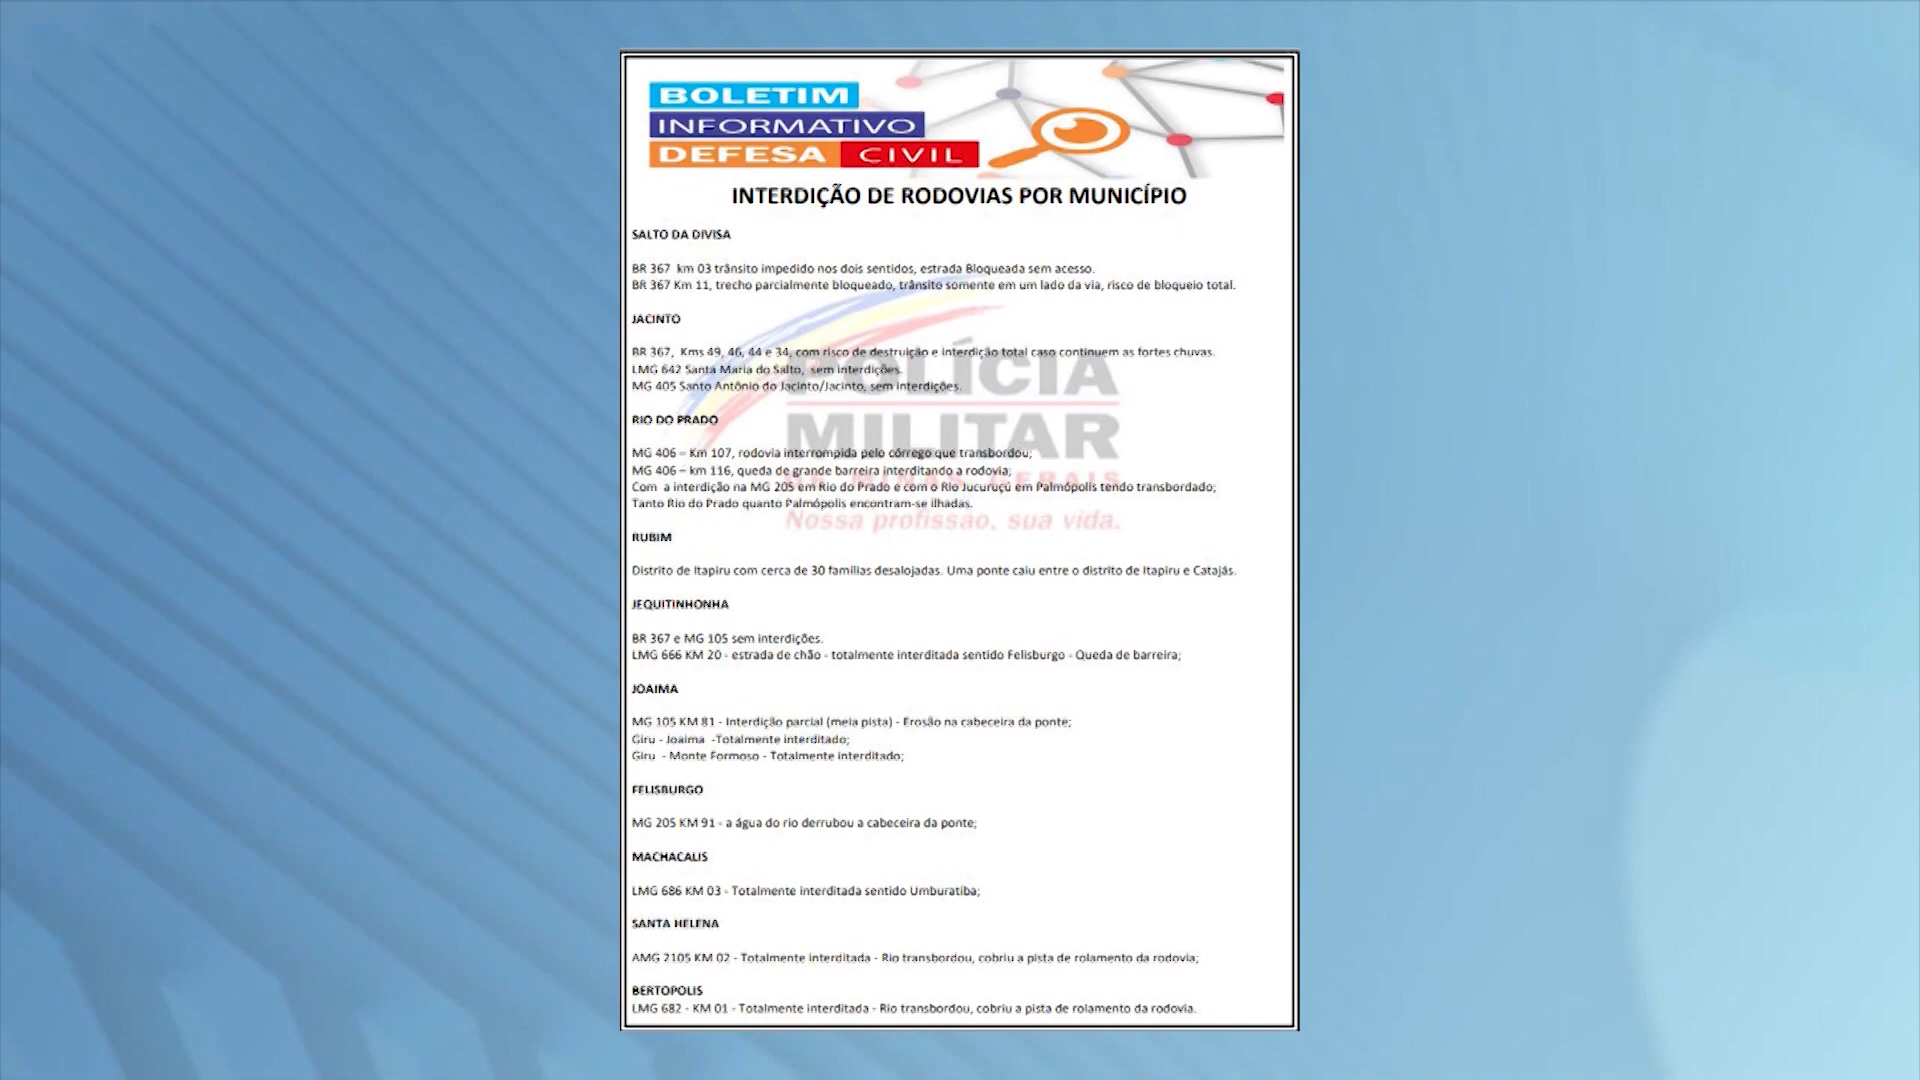 BOLETIM
INFORMATIVO
DEFESA CIVIL
INTERDIÇÃO DE RODOVIAS POR MUNICÍPIO
SALTO DA DIVISA
BR 367 km 03 trânsito impedido nos dois sentidos, estrada Bloqueada sem acesso.
BR 367 Km 11, trecho parcialmente bloqueado, trânsito somente em um lado da via, risco de bloqueio total.
JACINTO
BR 367, Kms 49, 46, 44 e 34, com risco de destruição e interdição total caso continuem as fortes chuvas.
LMG 642 Santa Maria do Salto, sem interdições.
MG 405 Santo Antônio do Jacinto/Jacinto, sem interdições.
RIO DO PRADO
MG 406 – Km 107, rodovia interrompida pelo córrego que transbordou;
MG 406 – km 116, queda de grande barreira interditando a rodovia;
Com a interdição na MG 205 em Rio do Prado e com o Rio Jucuruçú em Palmópolis tendo transbordado;
Tanto Rio do Prado quanto Palmópolis encontram-se ilhadas.
POLÍCIA
MILITAR
DE MINAS GERAIS
Nossa profissão, sua vida.
RUBIM
Distrito de Itapiru com cerca de 30 famílias desalojadas. Uma ponte caiu entre o distrito de Itapiru e Catajás.
JEQUITINHONHA
BR 367 e MG 105 sem interdições.
LMG 666 KM 20 - estrada de chão - totalmente interditada sentido Felisburgo - Queda de barreira;
JOAIMA
MG 105 KM 81 - Interdição parcial (meia pista) - Erosão na cabeceira da ponte;
Giru - Joaima -Totalmente interditado;
Giru - Monte Formoso - Totalmente interditado;
FELISBURGO
MG 205 KM 91 - a água do rio derrubou a cabeceira da ponte;
MACHACALIS
LMG 686 KM 03 - Totalmente interditada sentido Umburatiba;
SANTA HELENA
AMG 2105 KM 02 - Totalmente interditada - Rio transbordou, cobriu a pista de rolamento da rodovia;
BERTOPOLIS
LMG 682 - KM 01 - Totalmente interditada - Rio transbordou, cobriu a pista de rolamento da rodovia.